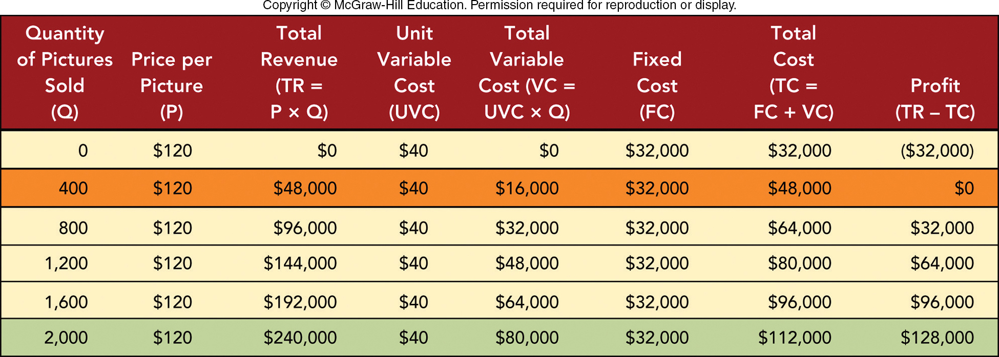 Copyright © McGraw-Hill Education. Permission required for reproduction or display.
Quantity of Pictures Sold (Q) Price per Picture (P) Total Revenue (TR = P × Q) Unit Variable Cost (UVC) Total Variable Cost (VC = UVC × Q) Fixed Cost (FC) Total Cost (TC = FC + VC) Profit (TR – TC)
0 $120 $0 $40 $0 $32,000 $32,000 ($32,000)
400 $120 $48,000 $40 $16,000 $32,000 $48,000 $0
800 $120 $96,000 $40 $32,000 $32,000 $64,000 $32,000
1,200 $120 $144,000 $40 $48,000 $32,000 $80,000 $64,000
1,600 $120 $192,000 $40 $64,000 $32,000 $96,000 $96,000
2,000 $120 $240,000 $40 $80,000 $32,000 $112,000 $128,000